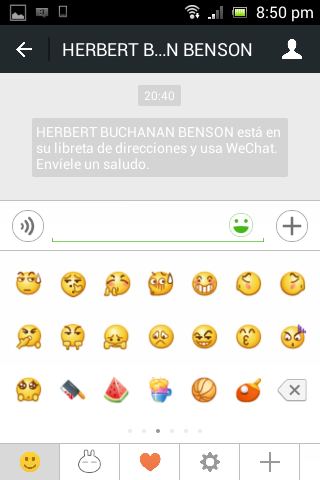 8:50 pm
HERBERT B...N BENSON
20:40
HERBERT BUCHANAN BENSON está en
su libreta de direcciones y usa WeChat.
Envíele un saludo.